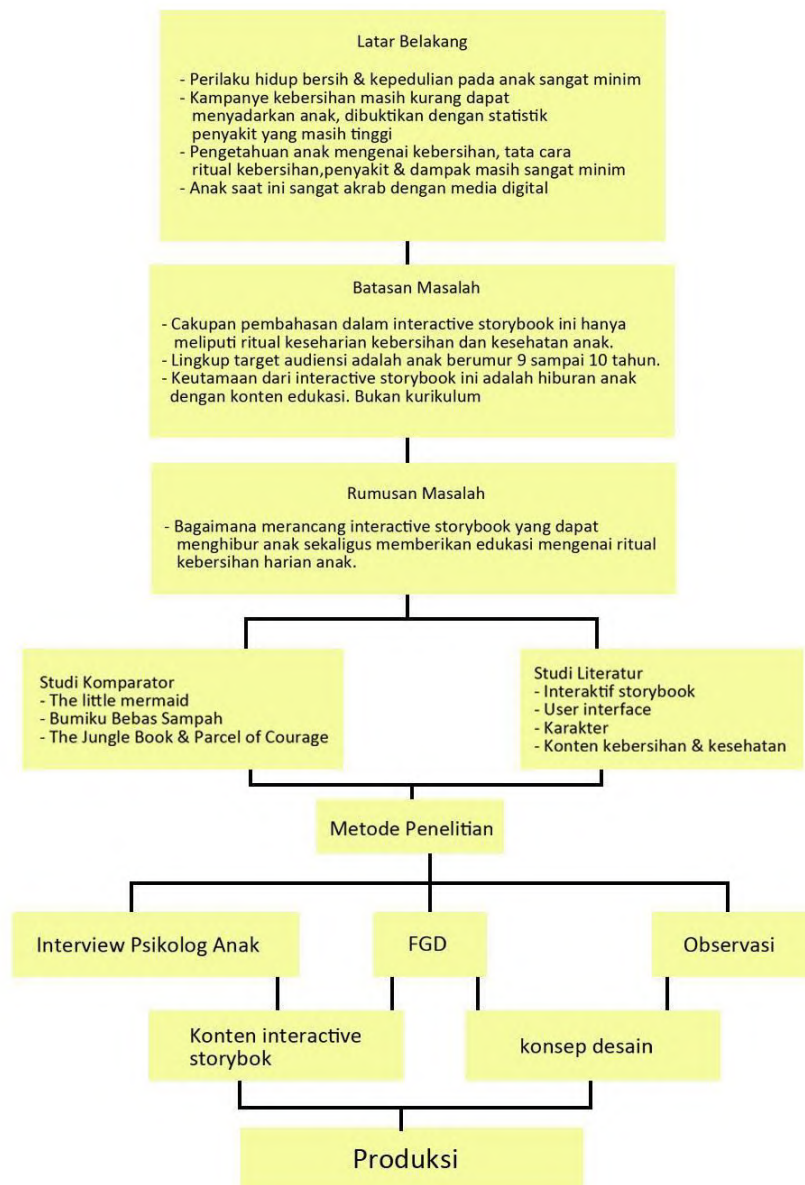 Latar Belakang
- Perilaku hidup bersih & kepedulian pada anak sangat minim
- Kampanye kebersihan masih kurang dapat
menyadarkan anak, dibuktikan dengan statistik
penyakit yang masih tinggi
- Pengetahuan anak mengenai kebersihan, tata cara
ritual kebersihan,penyakit & dampak masih sangat minim
- Anak saat ini sangat akrab dengan media digital
Batasan Masalah
- Cakupan pembahasan dalam interactive storybook ini hanya
meliputi ritual keseharian kebersihan dan kesehatan anak.
- Lingkup target audiensi adalah anak berumur 9 sampai 10 tahun.
- Keutamaan dari interactive storybook ini adalah hiburan anak
dengan konten edukasi. Bukan kurikulum
Rumusan Masalah
- Bagaimana merancang interactive storybook yang dapat
menghibur anak sekaligus memberikan edukasi mengenai ritual
kebersihan harian anak.
Studi Komparator
- The little mermaid
- Bumiku Bebas Sampah
- The Jungle Book & Parcel of Courage
Studi Literatur
- Interaktif storybook
- User interface
- Karakter
- Konten kebersihan & kesehatan
Metode Penelitian
Interview Psikolog Anak
FGD
Observasi
Konten interactive
storybok
konsep desain
Produksi